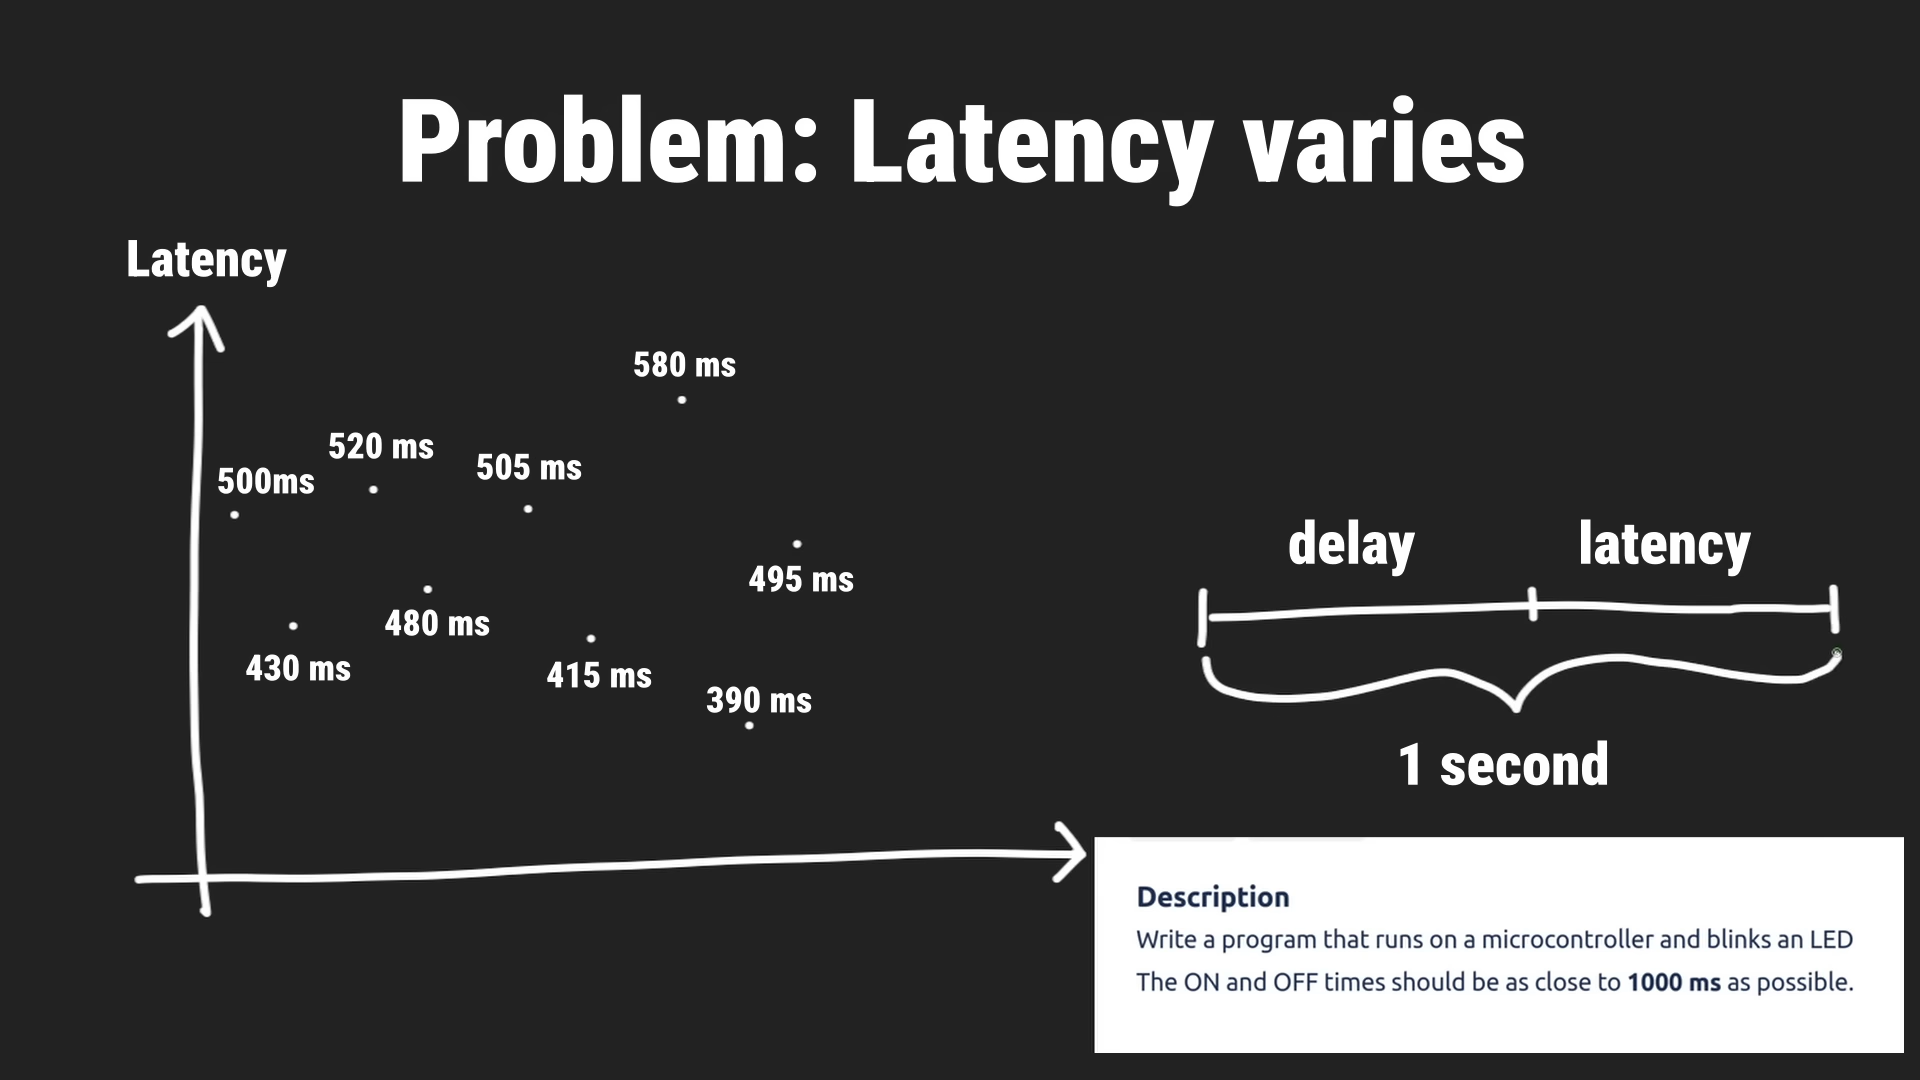 Problem: Latency varies
Latency
580 ms
520 ms
505 ms
500ms
495 ms
480 ms
430 ms
415 ms
390 ms
delay
latency
1 second
Description
Write a program that runs on a microcontroller and blinks an LED
The ON and OFF times should be as close to 1000 ms as possible.